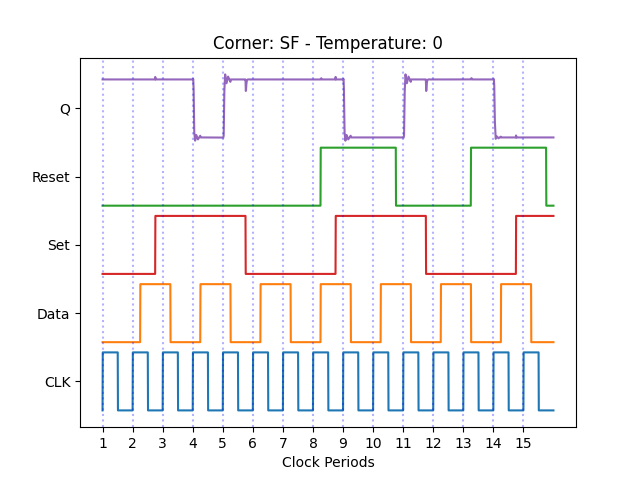 Corner: SF - Temperature: 0
Q
Reset
Set
Data
CLK
1 2 3 4 5 6 7 8 9 10 11 12 13 14 15
Clock Periods